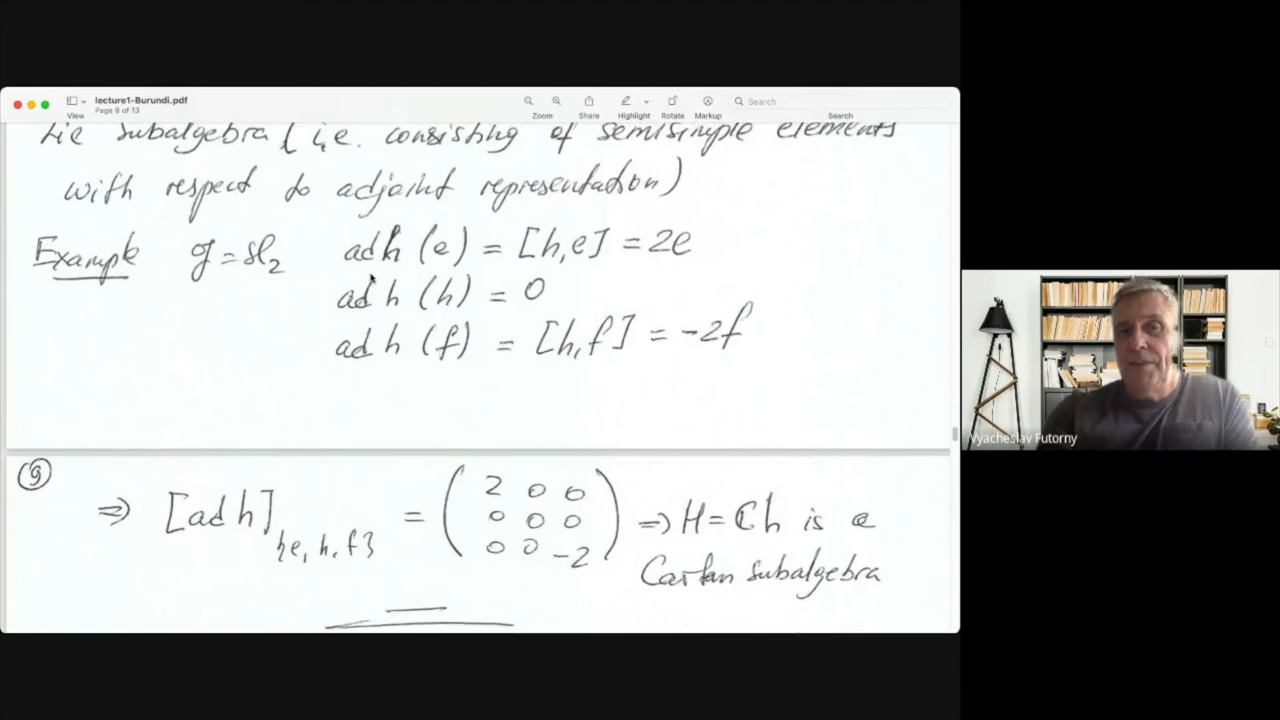 lecture1-Burundi.pdf
Page 8 of 13
View Zoom Share Highlight Rotate Markup Search
Search
Lie subalgebra (i.e. consisting of semisimple elements
with respect to adjoint representation)
Example g = sl₂ ad h (e) = [h,e] = 2e
ad h (h) = 0
ad h (f) = [h,f] = -2f
9
⇒ [ad h]{e, h, f} = ( 2 0 0
0 0 0
0 0 -2 ) ⇒ H = ℂh is a
Cartan subalgebra
Vyacheslav Futorny